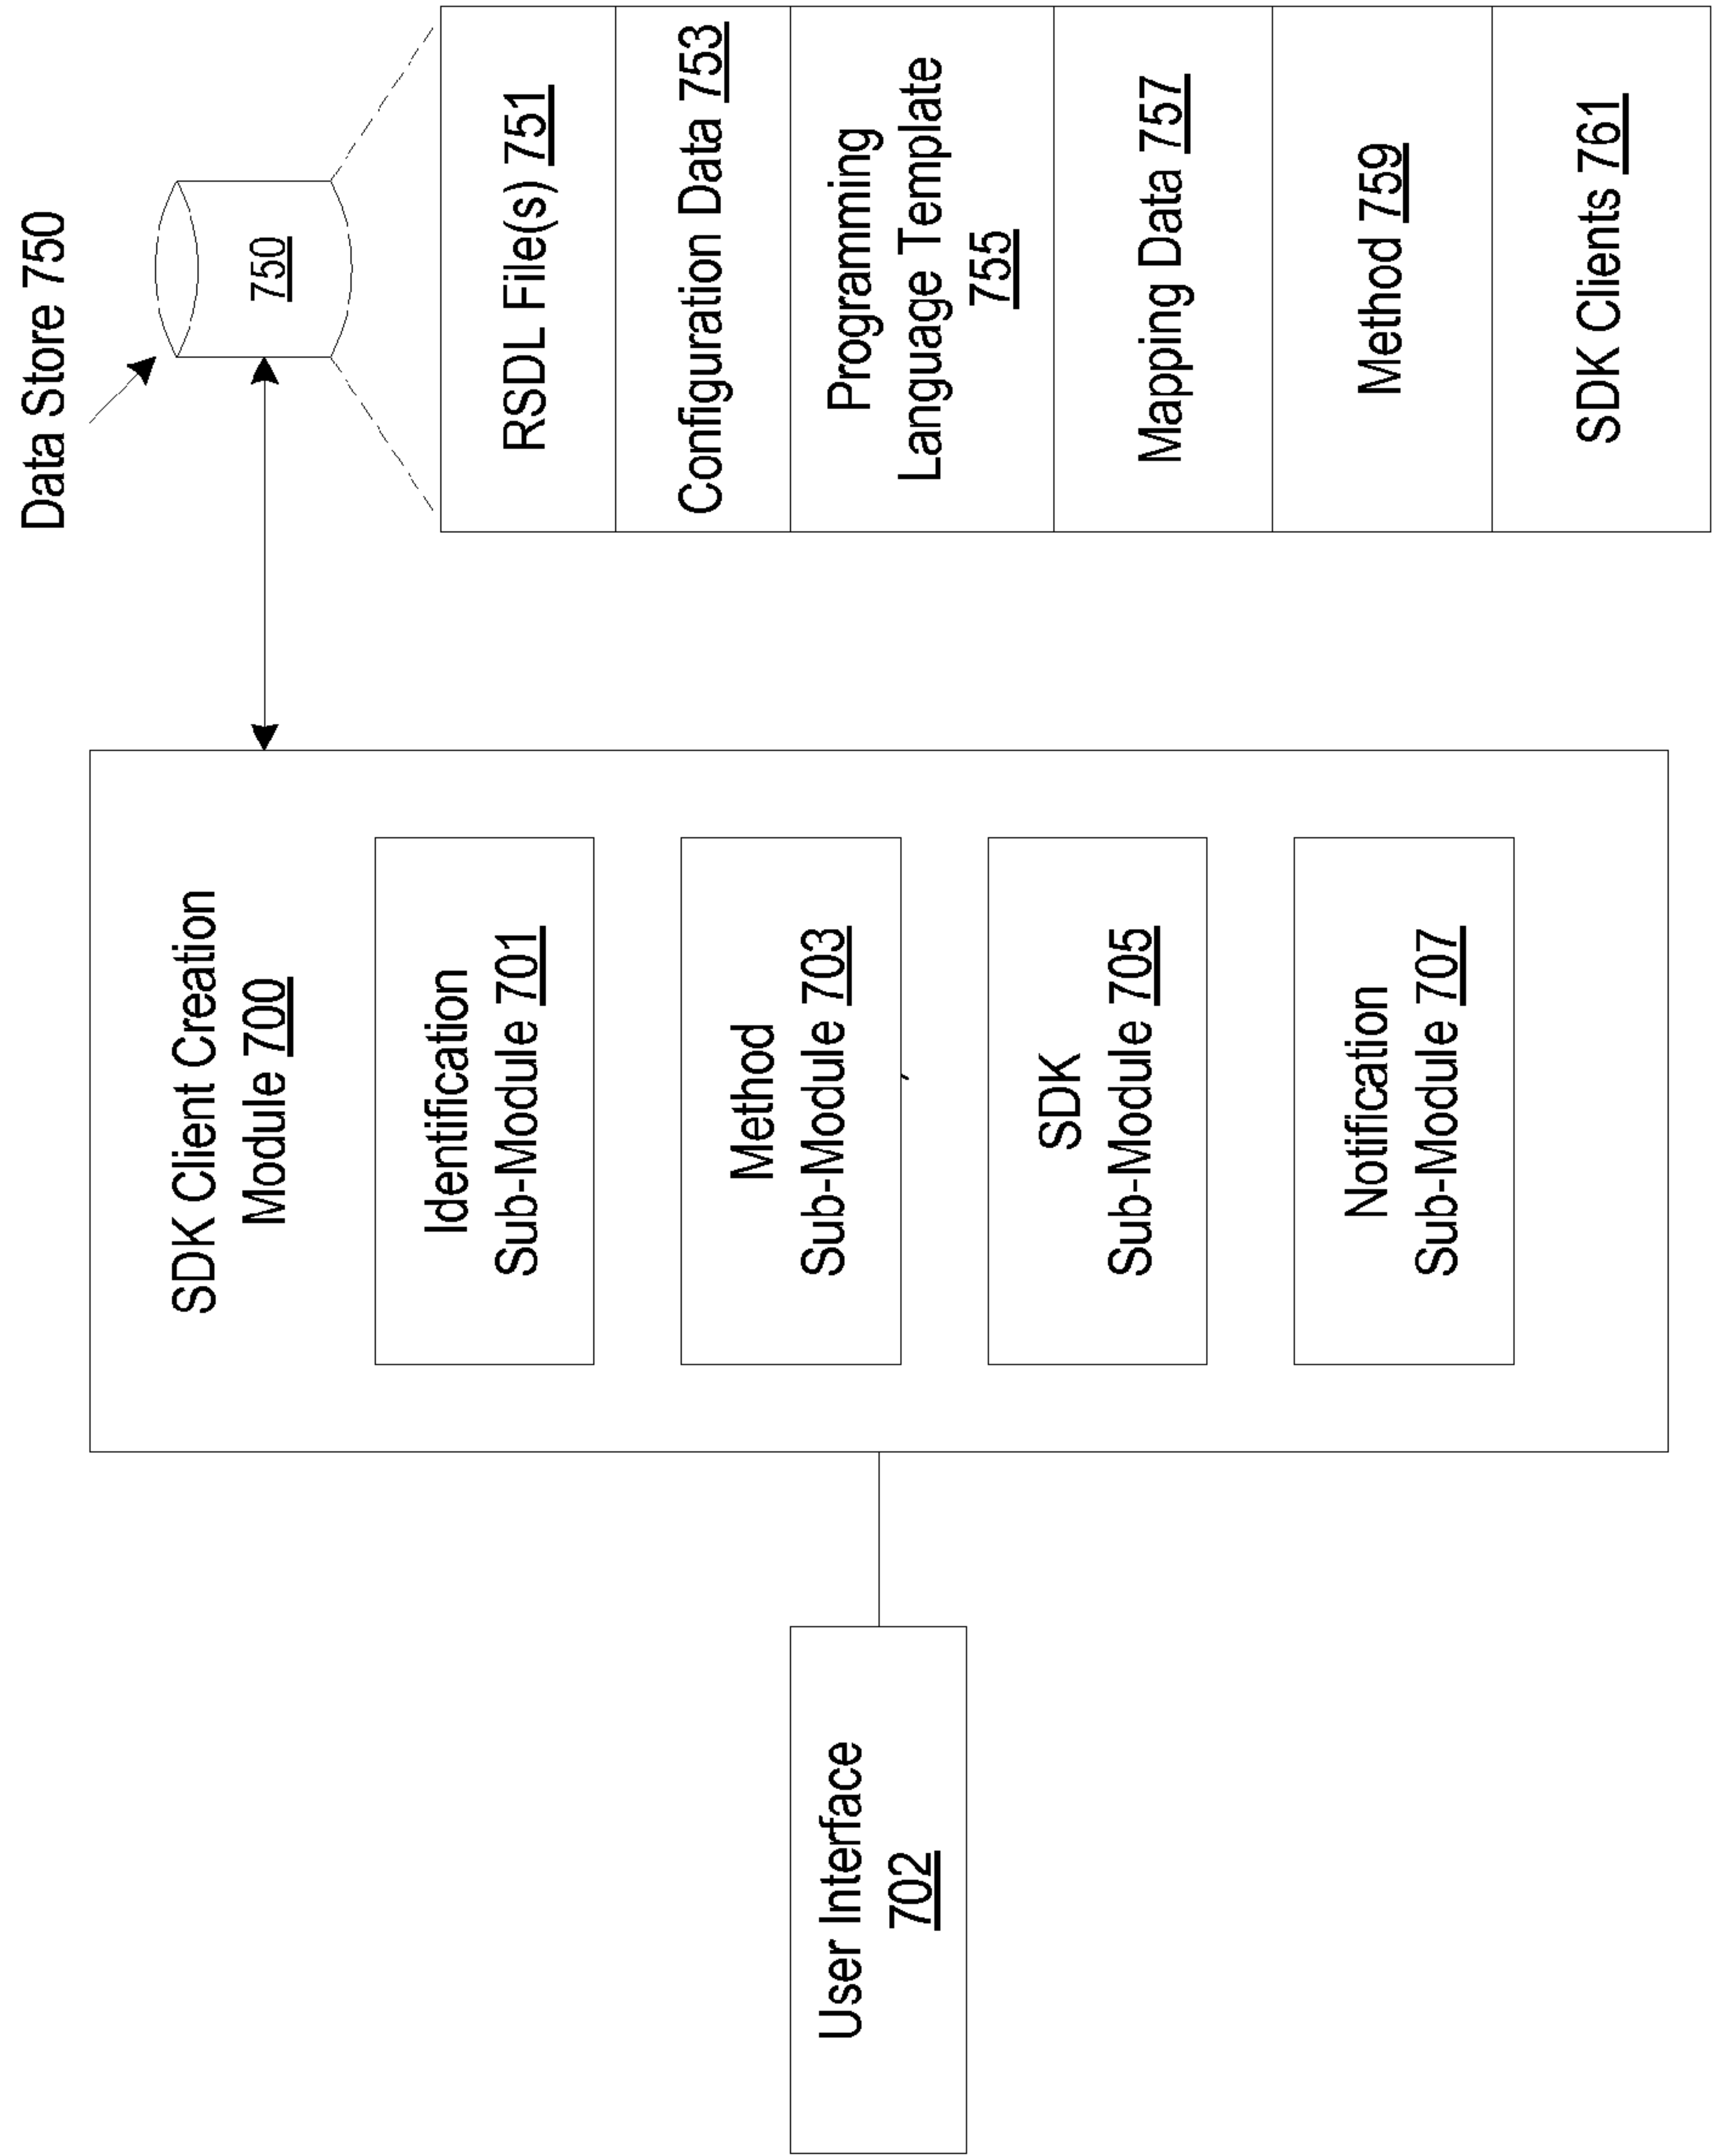 User Interface
702
SDK Client Creation
Module 700
Identification
Sub-Module 701
Method
Sub-Module 703
SDK
Sub-Module 705
Notification
Sub-Module 707
Data Store 750
750
RSDL File(s) 751
Configuration Data 753
Programming
Language Template
755
Mapping Data 757
Method 759
SDK Clients 761